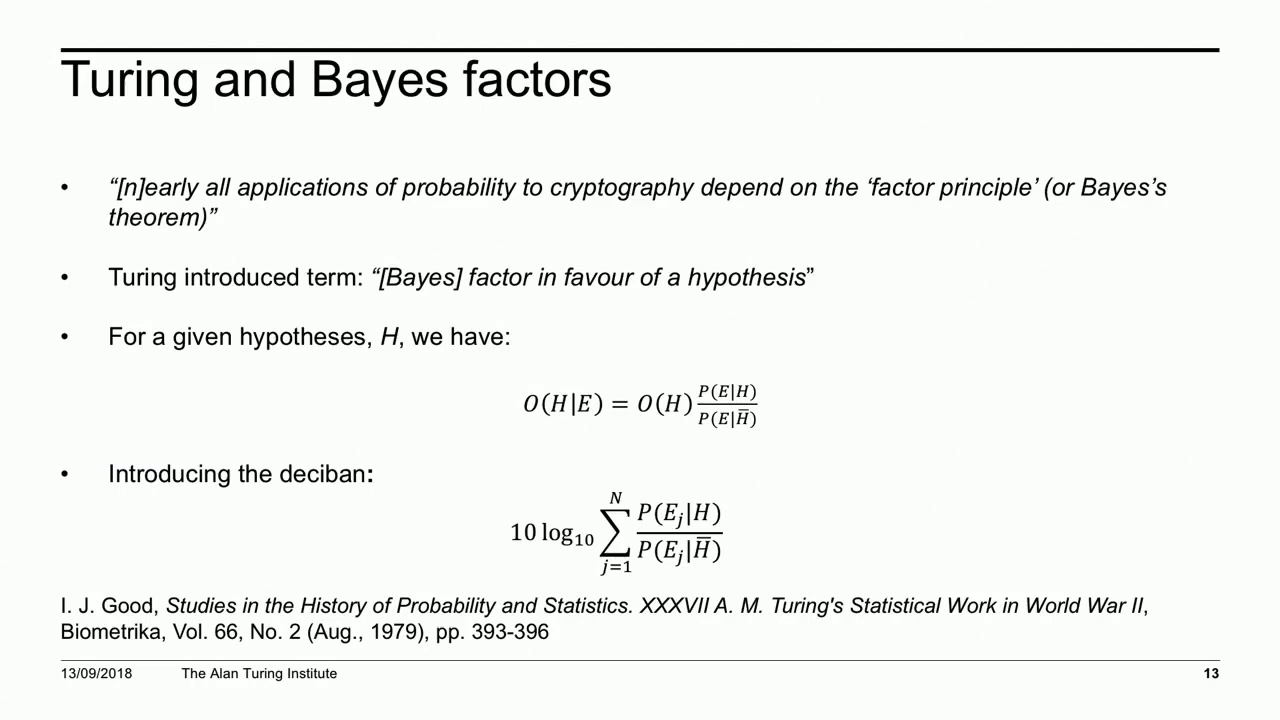 Turing and Bayes factors
• “[n]early all applications of probability to cryptography depend on the ‘factor principle’ (or Bayes’s
theorem)”
• Turing introduced term: “[Bayes] factor in favour of a hypothesis”
• For a given hypotheses, H, we have:
O(H|E) = O(H) P(E|H) / P(E|H̅)
• Introducing the deciban:
10 log₁₀ ∑_{j=1}^{N} P(E_j|H) / P(E_j|H̿)
I. J. Good, Studies in the History of Probability and Statistics. XXXVII A. M. Turing's Statistical Work in World War II,
Biometrika, Vol. 66, No. 2 (Aug., 1979), pp. 393-396
13/09/2018 The Alan Turing Institute 13